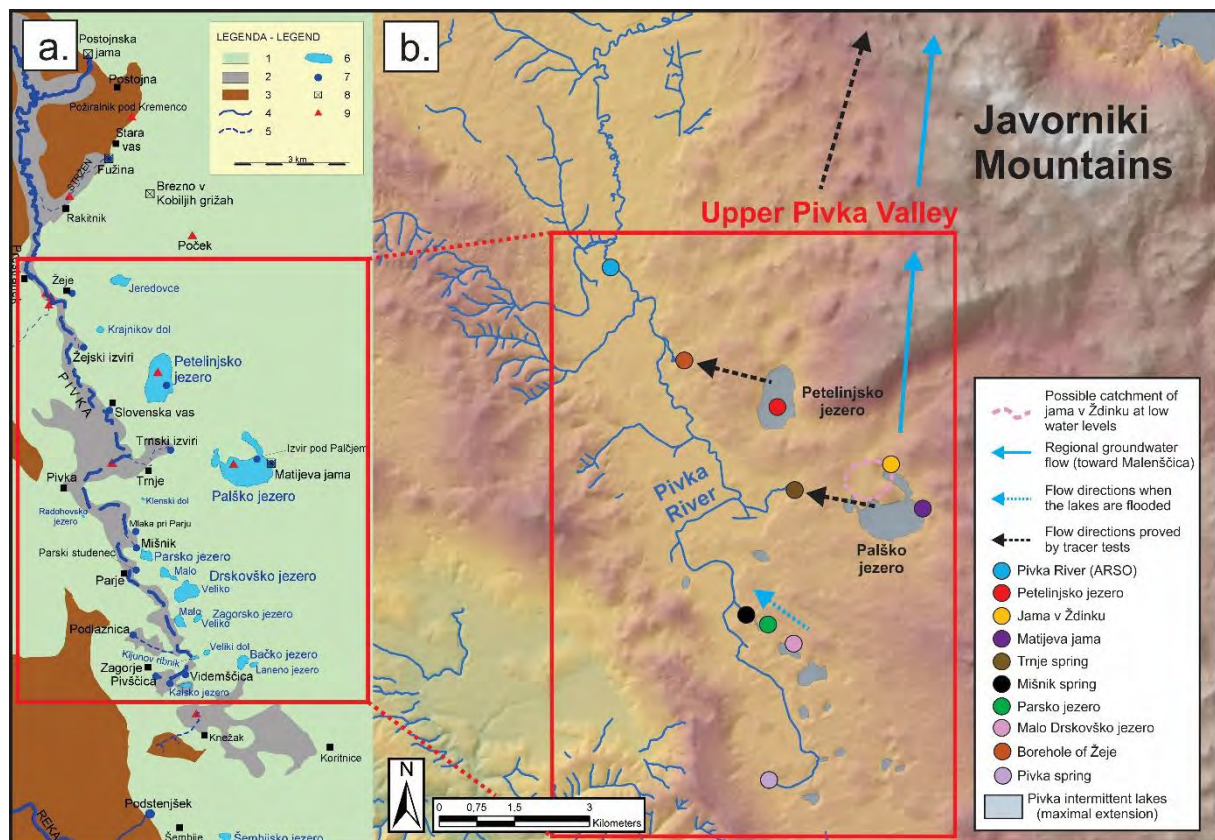 a.
Postojnska
jama
Postojna
Požiralnik pod Kremenco
Stara
vas
Fužina
STRŽEN
Rakitnik
Brezno v
Kobiljih grižah
Poček
LEGENDA - LEGEND
1
2
3
4
5
6
7
8
9
3 km
Žeje
Jeredovce
Krajnikov dol
Žejski izviri
Petelinjsko
jezero
PIVKA
Slovenska vas
Trnski izviri
Izvir pod Palčjem
Matijeva jama
Pivka
Trnje
Palško jezero
Klenski dol
Radohovsko
jezero
Mlaka pri Parju
Mišnik
Parski studenec
Parsko jezero
Parje
Malo
Drskovško jezero
Veliko
Malo
Zagorsko jezero
Veliko
Podlaznica
Kljunov ribnik
Veliki dol
Bačko jezero
Zagorje
Laneno jezero
Pivščica
Videmščica
Kalsko jezero
Knežak
Koritnice
Podstenjšek
REKA
Šembije
Šembijsko jezero
b.
Javorniki
Mountains
Upper Pivka Valley
Petelinjsko
jezero
Pivka
River
Palško
jezero
N
0 0,75 1,5 3
Kilometers
Possible catchment of
jama v Ždinku at low
water levels
Regional groundwater
flow (toward Malenščica)
Flow directions when
the lakes are flooded
Flow directions proved
by tracer tests
Pivka River (ARSO)
Petelinjsko jezero
Jama v Ždinku
Matijeva jama
Trnje spring
Mišnik spring
Parsko jezero
Malo Drskovško jezero
Borehole of Žeje
Pivka spring
Pivka intermittent lakes
(maximal extension)